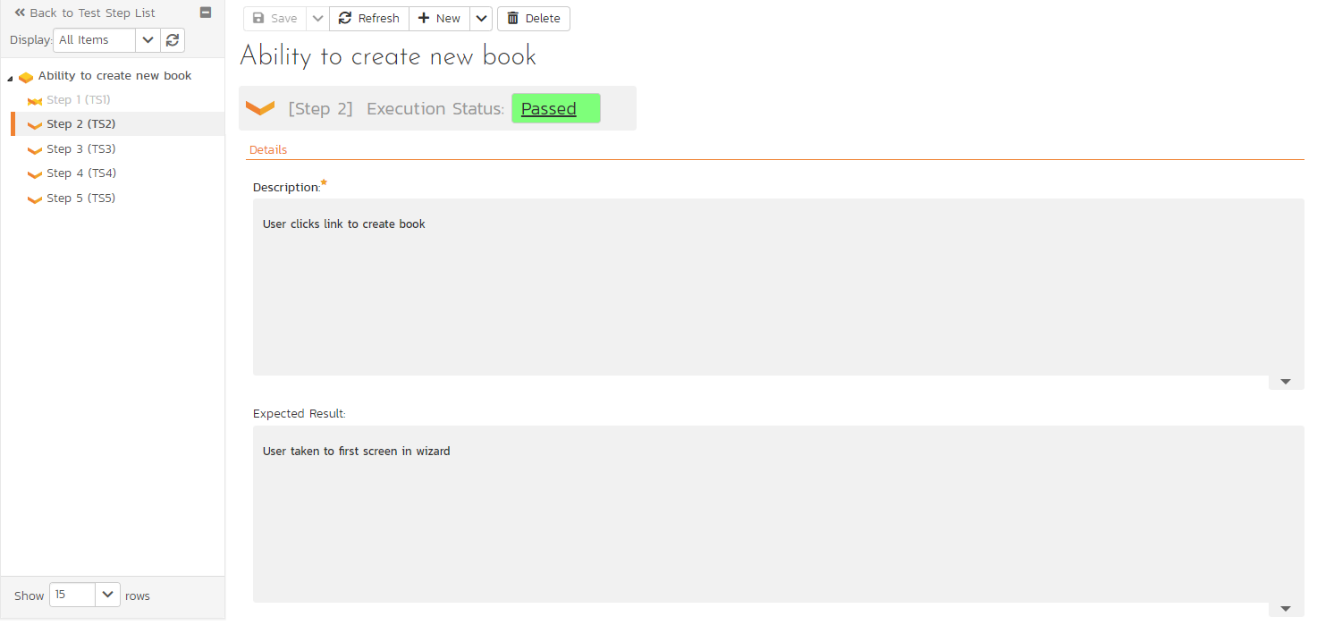 Back to Test Step List
Display: All Items
Ability to create new book
Step 1 (TS1)
Step 2 (TS2)
Step 3 (TS3)
Step 4 (TS4)
Step 5 (TS5)
Show 15 rows
Save Refresh New Delete
Ability to create new book
[Step 2] Execution Status: Passed
Details
Description:*
User clicks link to create book
Expected Result:
User taken to first screen in wizard